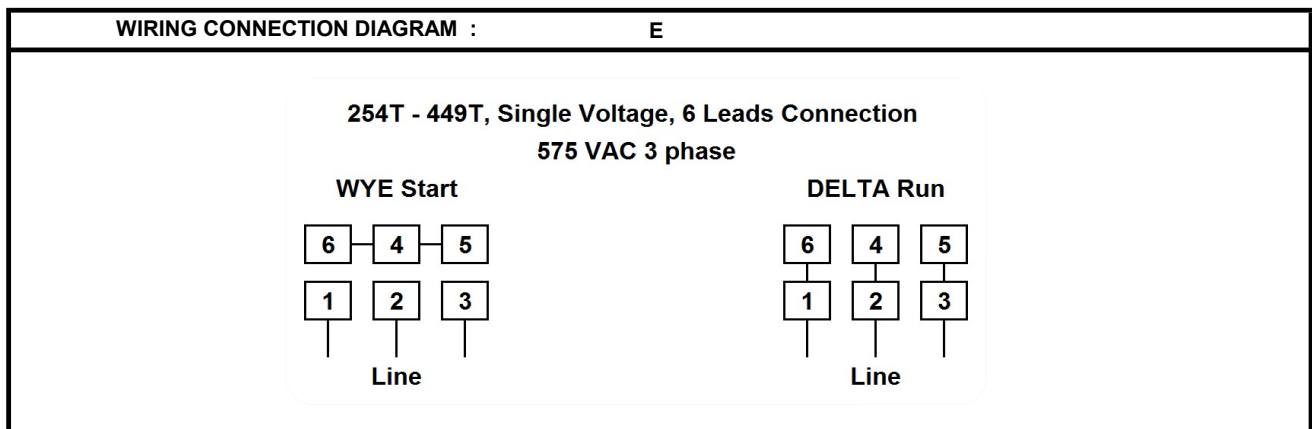 WIRING CONNECTION DIAGRAM : E
254T - 449T, Single Voltage, 6 Leads Connection
575 VAC 3 phase
WYE Start DELTA Run
6 4 5 6 4 5
1 2 3 1 2 3
Line Line